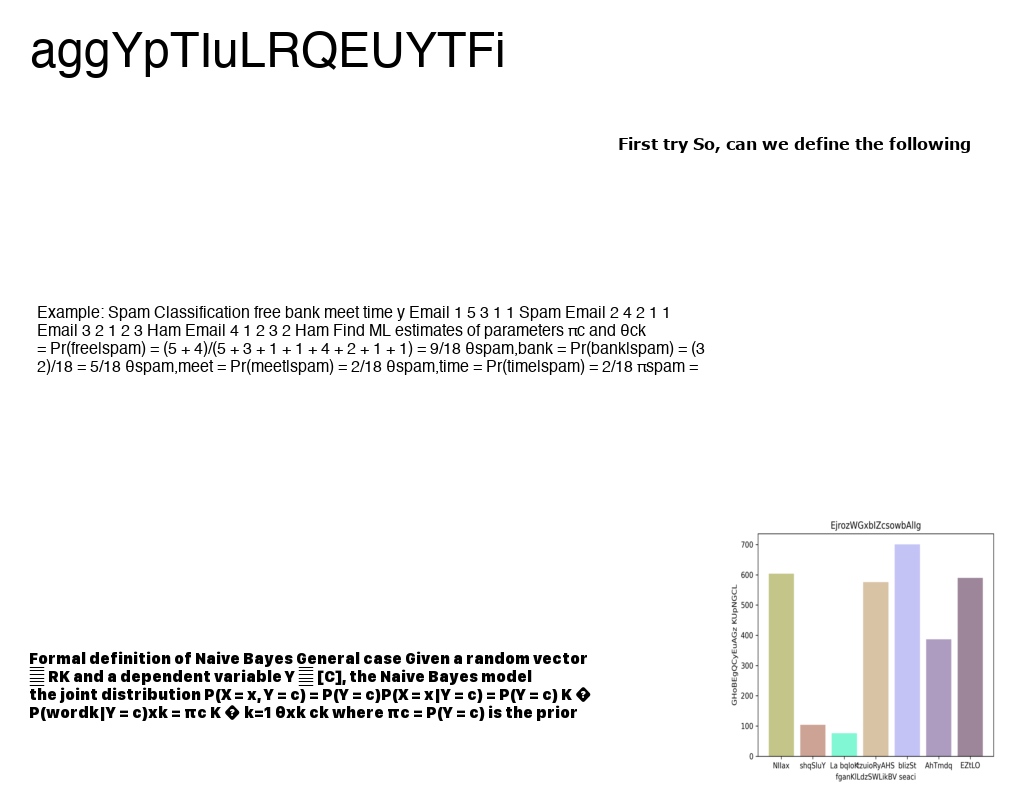 aggYpTIuLRQEUYTFi
First try So, can we define the following
Example: Spam Classification free bank meet time y Email 1 5 3 1 1 Spam Email 2 4 2 1 1
Email 3 2 1 2 3 Ham Email 4 1 2 3 2 Ham Find ML estimates of parameters πc and θck
= Pr(free|spam) = (5 + 4)/(5 + 3 + 1 + 1 + 4 + 2 + 1 + 1) = 9/18 θspam,bank = Pr(bank|spam) = (3
2)/18 = 5/18 θspam,meet = Pr(meet|spam) = 2/18 θspam,time = Pr(time|spam) = 2/18 πspam =
Formal definition of Naive Bayes General case Given a random vector
RK and a dependent variable Y [C], the Naive Bayes model
the joint distribution P(X = x, Y = c) = P(Y = c)P(X = x|Y = c) = P(Y = c) K �
P(wordk|Y = c)xk = πc K � k=1 θxk ck where πc = P(Y = c) is the prior
EjrozWGxblZcsowbAllg
GHoBEgQCyEuAGz KUpNGCL
700
600
500
400
300
200
100
0
NIlax shqSluY La AHTmdq EZtLO